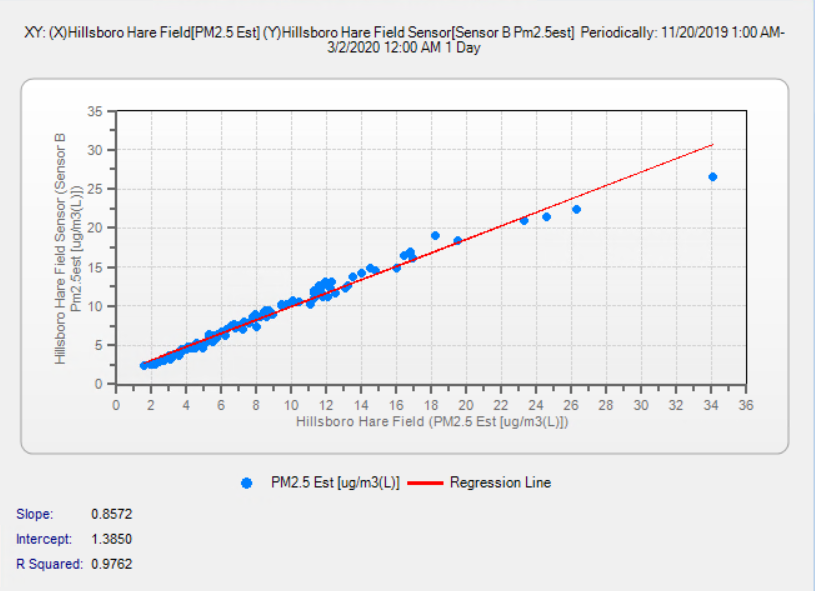 XY: (X)Hillsboro Hare Field[PM2.5 Est] (Y)Hillsboro Hare Field Sensor[Sensor B Pm2.5est] Periodically: 11/20/2019 1:00 AM-
3/2/2020 12:00 AM 1 Day
Hillsboro Hare Field Sensor (Sensor B
Pm2.5est [ug/m3(L)])
35
30
25
20
15
10
5
0
0 2 4 6 8 10 12 14 16 18 20 22 24 26 28 30 32 34 36
Hillsboro Hare Field (PM2.5 Est [ug/m3(L)])
PM2.5 Est [ug/m3(L)] Regression Line
Slope: 0.8572
Intercept: 1.3850
R Squared: 0.9762